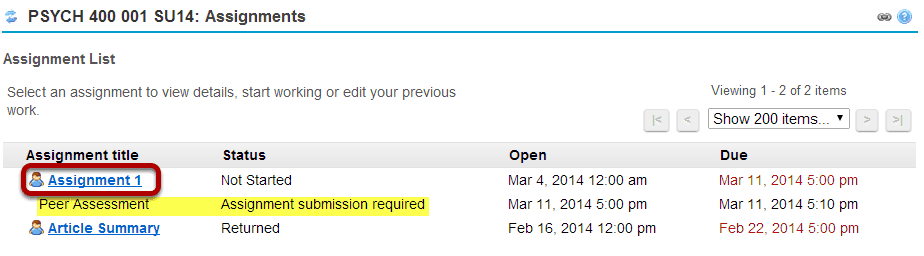 PSYCH 400 001 SU14: Assignments
Assignment List
Select an assignment to view details, start working or edit your previous
work.
Viewing 1 - 2 of 2 items
|< < Show 200 items... > >|
Assignment title Status Open Due
Assignment 1 Not Started Mar 4, 2014 12:00 am Mar 11, 2014 5:00 pm
Peer Assessment Assignment submission required Mar 11, 2014 5:00 pm Mar 11, 2014 5:10 pm
Article Summary Returned Feb 16, 2014 12:00 pm Feb 22, 2014 5:00 pm